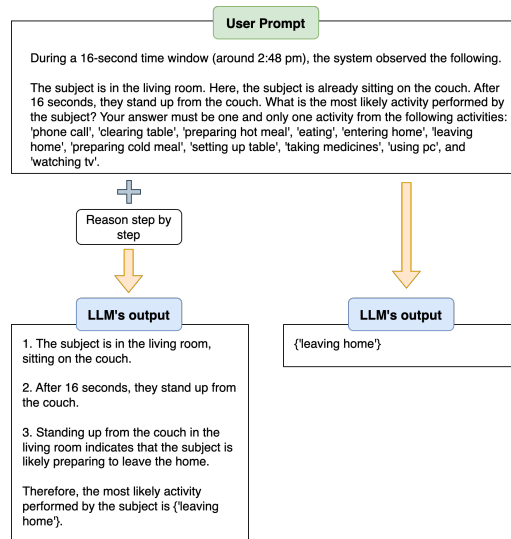 User Prompt
During a 16-second time window (around 2:48 pm), the system observed the following.
The subject is in the living room. Here, the subject is already sitting on the couch. After
16 seconds, they stand up from the couch. What is the most likely activity performed by
the subject? Your answer must be one and only one activity from the following activities:
'phone call', 'clearing table', 'preparing hot meal', 'eating', 'entering home', 'leaving
home', 'preparing cold meal', 'setting up table', 'taking medicines', 'using pc', and
'watching tv'.
Reason step by
step
LLM's output
1. The subject is in the living room,
sitting on the couch.
2. After 16 seconds, they stand up from
the couch.
3. Standing up from the couch in the
living room indicates that the subject is
likely preparing to leave the home.
Therefore, the most likely activity
performed by the subject is {'leaving
home'}.
LLM's output
{'leaving home'}